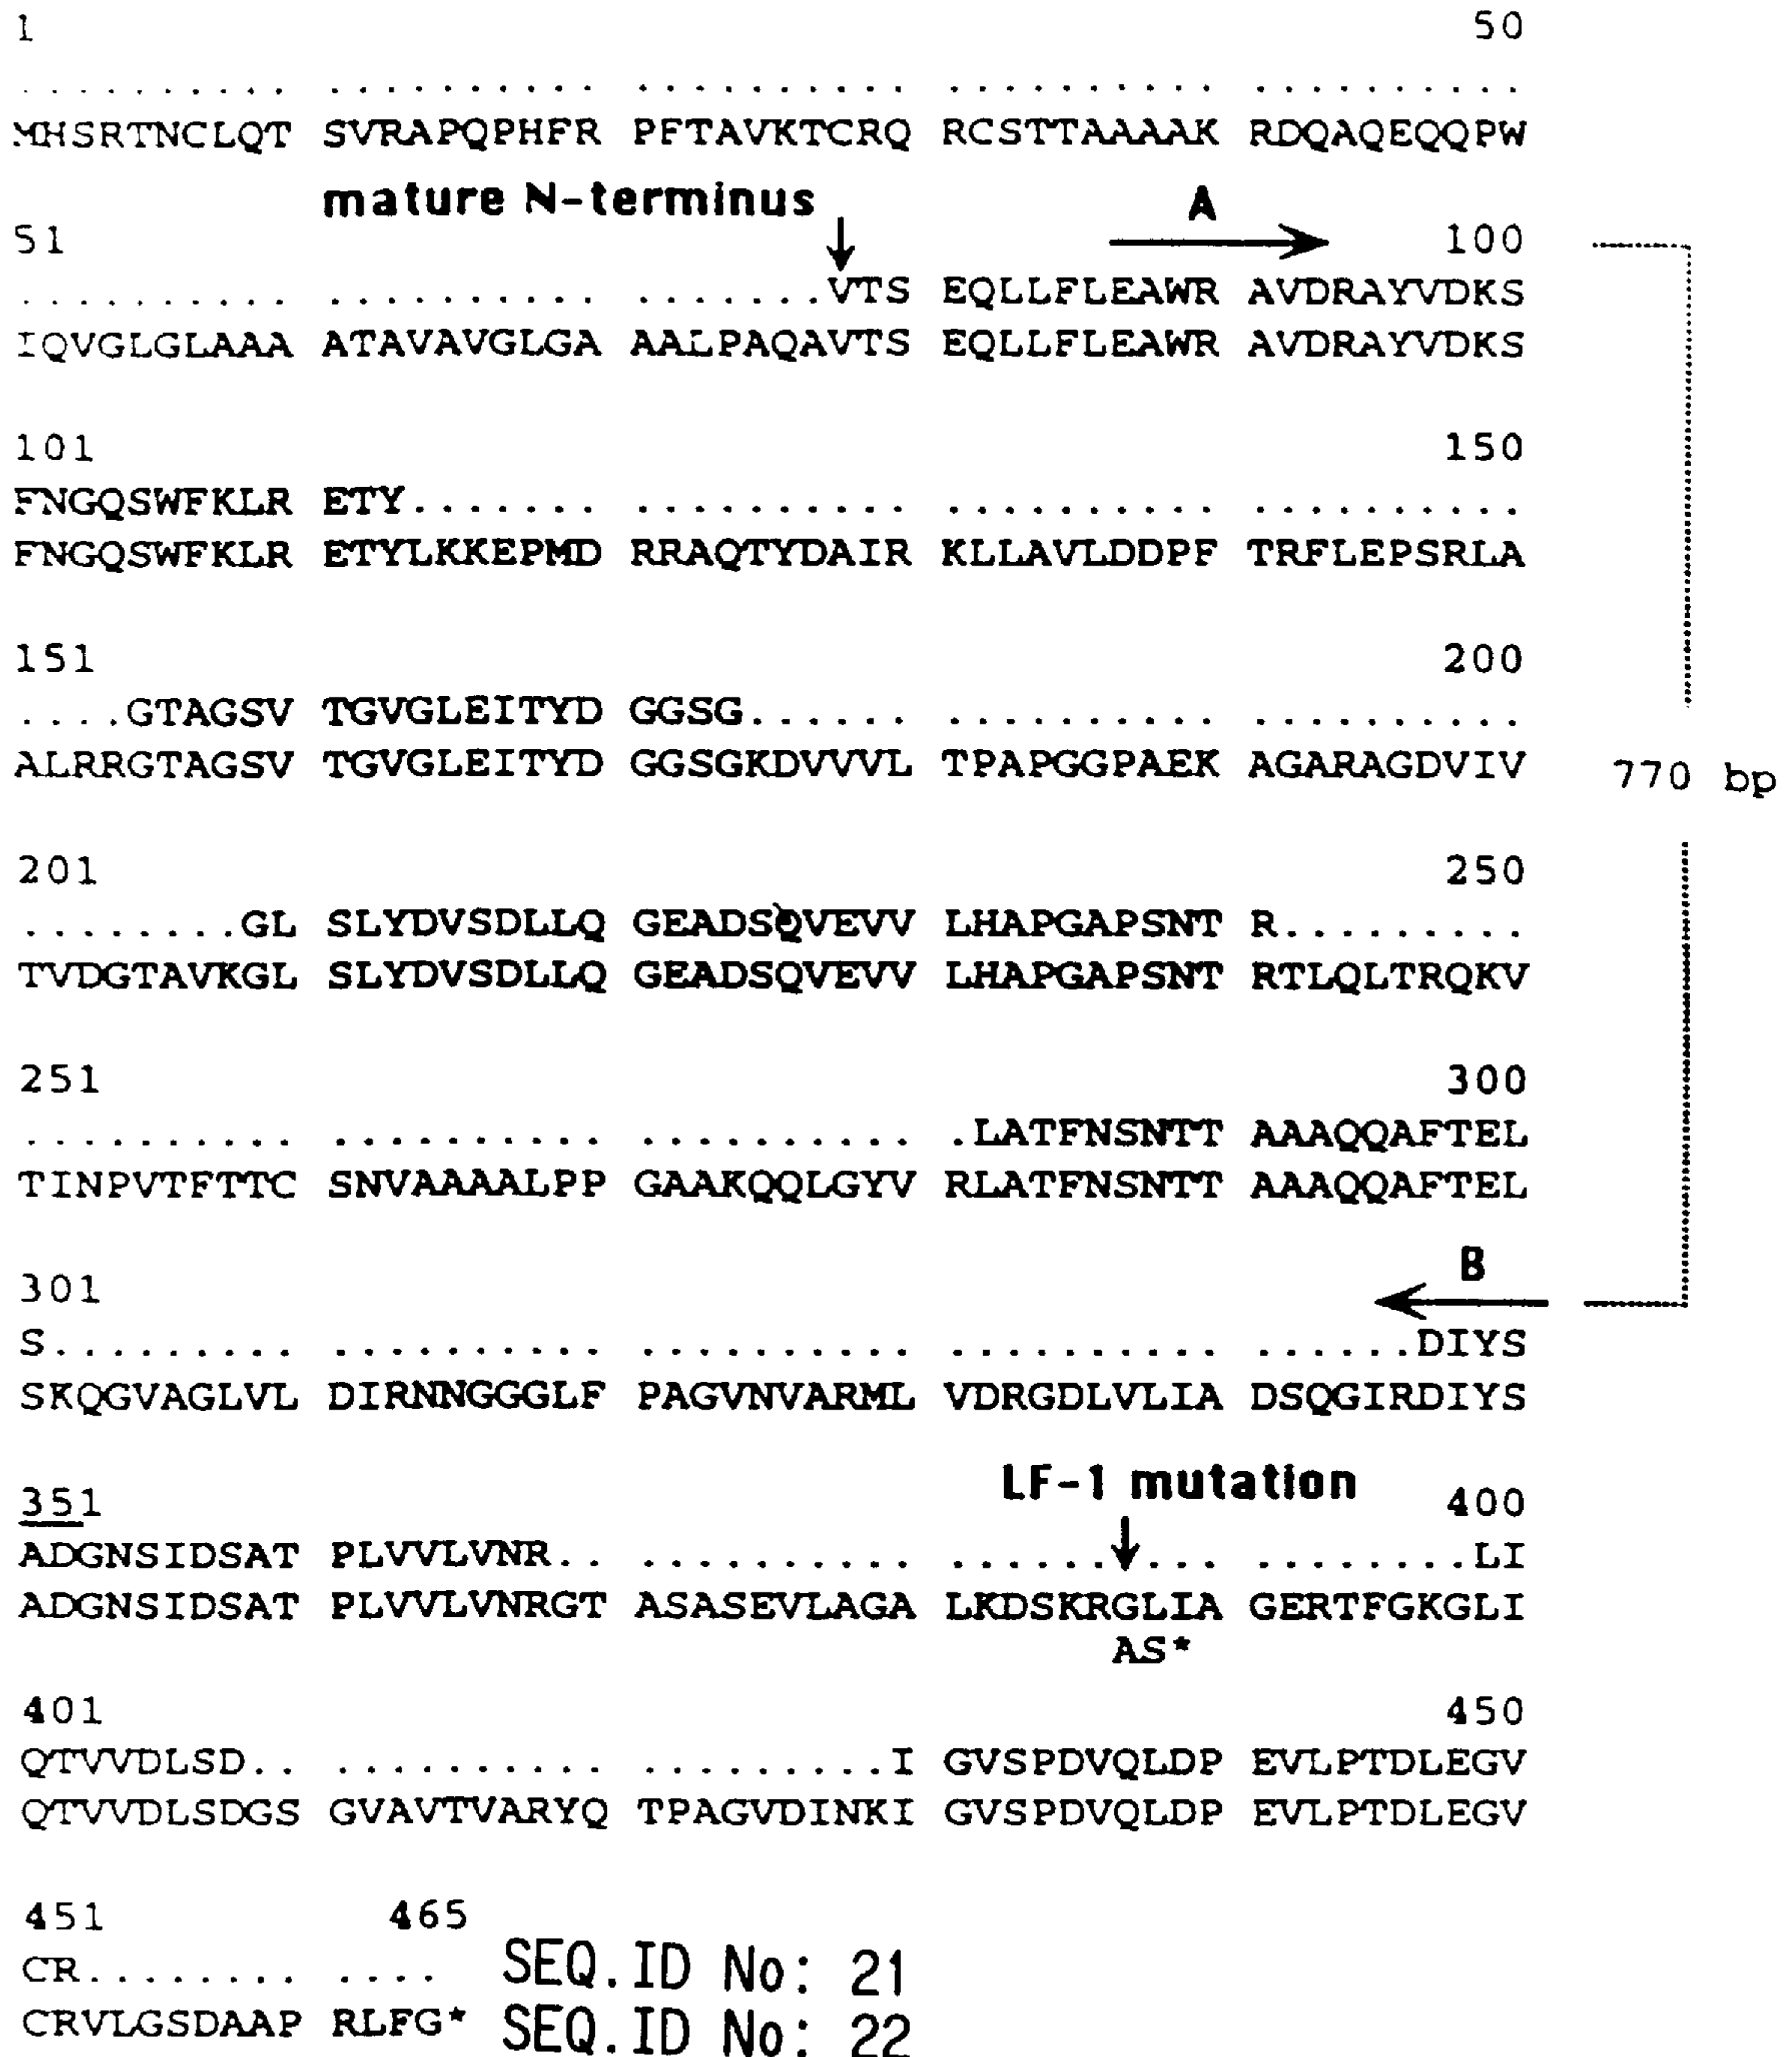 1 50
. . . . . . . . . . . . . . . . . . . . . . . . . . . . . . . . . . . . . . . . . . . . . . . . . .
MHSRTNCLQT SVRAPQPHFR PFTAVKTCRQ RCSTTAAAAK RDQAQEQQPW
mature N-terminus A
51 100
. . . . . . . . . . . . . . . . . . . . . . . . . . .VTS EQLLFLEAWR AVDRAYVDKS
IQVGLGLAAA ATAVAVGLGA AALPAQAVTS EQLLFLEAWR AVDRAYVDKS
101 150
FNGQSWFKLR ETY....... .......... .......... ..........
FNGQSWFKLR ETYLKKEPMD RRAQTYDAIR KLLAVLDDPF TRFLEPSRLA
151 200
....GTAGSV TGVGLEITYD GGSG...... .......... ..........
ALRRGTAGSV TGVGLEITYD GGSGKDVVVL TPAPGGPAEK AGARAGDVIV
770 bp
201 250
........GL SLYDVSDLLQ GEADSQVEVV LHAPGAPSNT R.........
TVDGTAVKGL SLYDVSDLLQ GEADSQVEVV LHAPGAPSNT RTLQLTRQKV
251 300
.......... .......... .......... .LATFNSNTT AAAQQAFTEL
TINPVTFTTC SNVAAAALPP GAAKQQLGYV RLATFNSNTT AAAQQAFTEL
B
301
S......... .......... .......... .......... ......DIYS
SKQGVAGLVL DIRNNGGGLF PAGVNVARML VDRGDLVLIA DSQGIRDIYS
LF-1 mutation
351 400
ADGNSIDSAT PLVVLVNR.. .......... .......... ........LI
ADGNSIDSAT PLVVLVNRGT ASASEVLAGA LKDSKRGLIA GERTFGKGLI
AS*
401 450
QTVVDLSD.. .......... .........I GVSPDVQLDP EVLPTDLEGV
QTVVDLSDGS GVAVTVARYQ TPAGVDINKI GVSPDVQLDP EVLPTDLEGV
451 465
CR........ .... SEQ.ID No: 21
CRVLGSDAAP RLFG* SEQ.ID No: 22